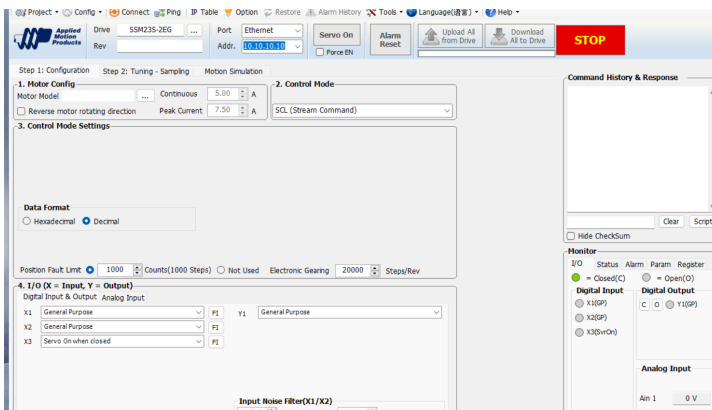 Project Config Connect Ping IP Table Option Restore Alarm History Tools Language(语言) Help
Applied Motion Products
Drive SSM23S-2EG ... Port Ethernet
Rev Addr. 10.10.10.10
Servo On
Force EN
Alarm Reset
Upload All from Drive
Download All to Drive
STOP
Step 1: Configuration Step 2: Tuning - Sampling Motion Simulation
1. Motor Config
Motor Model ... Continuous 5.00 A
Reverse motor rotating direction Peak Current 7.50 A
2. Control Mode
SCL (Stream Command)
3. Control Mode Settings
Data Format
Hexadecimal Decimal
Position Fault Limit 1000 Counts(1000 Steps) Not Used Electronic Gearing 20000 Steps/Rev
4. I/O (X = Input, Y = Output)
Digital Input & Output Analog Input
X1 General Purpose FI Y1 General Purpose
X2 General Purpose FI
X3 Servo On when closed FI
Input Noise Filter(X1/X2)
Command History & Response
Clear Script
Hide CheckSum
Monitor
I/O Status Alarm Param Register
= Closed(C) = Open(O)
Digital Input Digital Output
X1(GP) C O Y1(GP)
X2(GP)
X3(SvrOn)
Analog Input
Ain 1 0 V